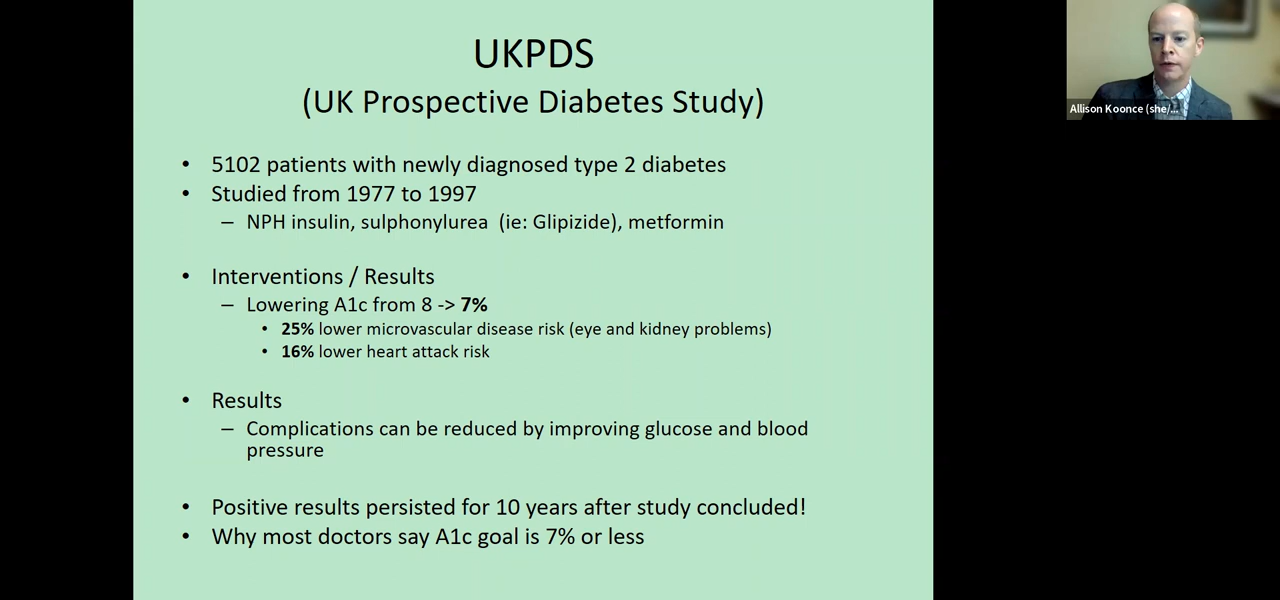 UKPDS
(UK Prospective Diabetes Study)
• 5102 patients with newly diagnosed type 2 diabetes
• Studied from 1977 to 1997
– NPH insulin, sulphonylurea  (ie: Glipizide), metformin
• Interventions / Results
– Lowering A1c from 8 -> 7%
• 25% lower microvascular disease risk (eye and kidney problems)
• 16% lower heart attack risk
• Results
– Complications can be reduced by improving glucose and blood
pressure
• Positive results persisted for 10 years after study concluded!
• Why most doctors say A1c goal is 7% or less
Allison Koonce (she/...